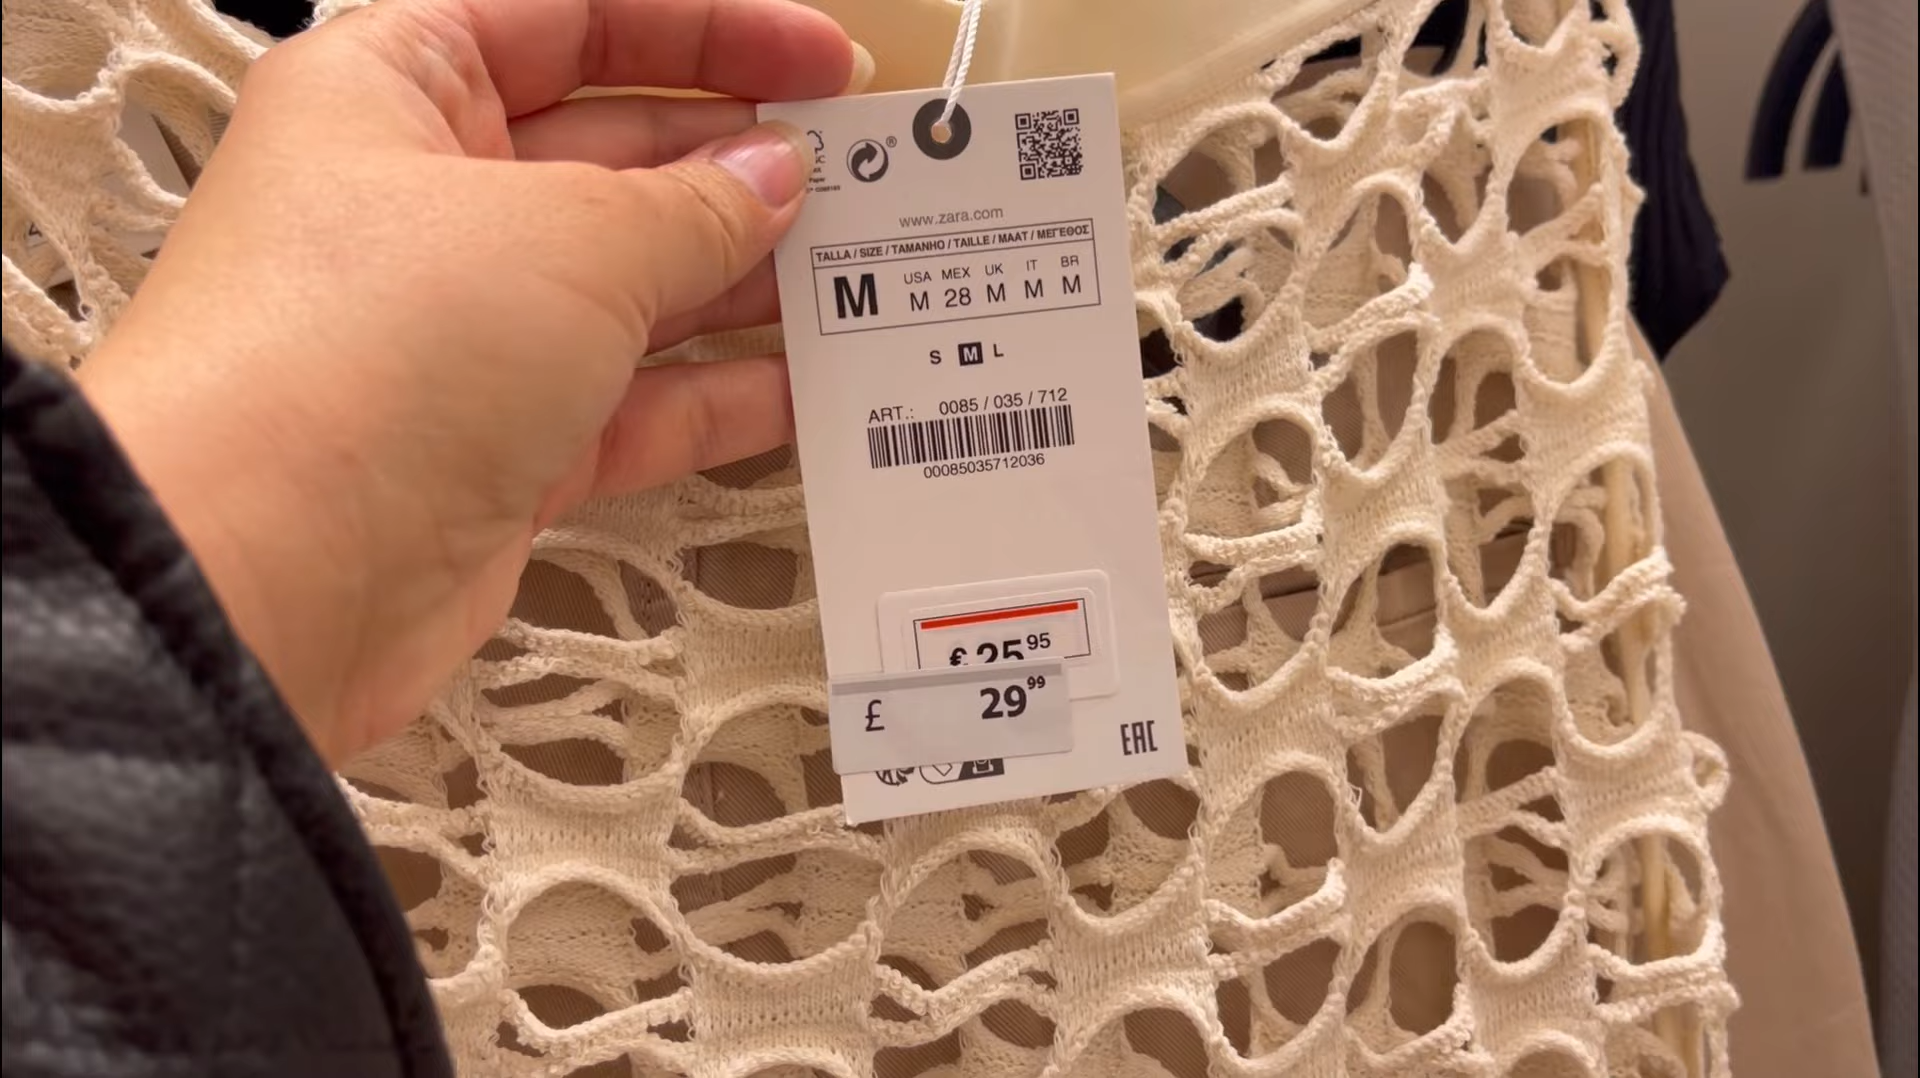 www.zara.com
TALLA / SIZE / TAMANHO / TAILLE / MAAT / ΜΕΓΕΘΟΣ
M
USA MEX UK IT BR
M 28 M M M
S M L
ART.: 0085 / 035 / 712
00085035712036
€ 25 95
£ 29 99
EAC